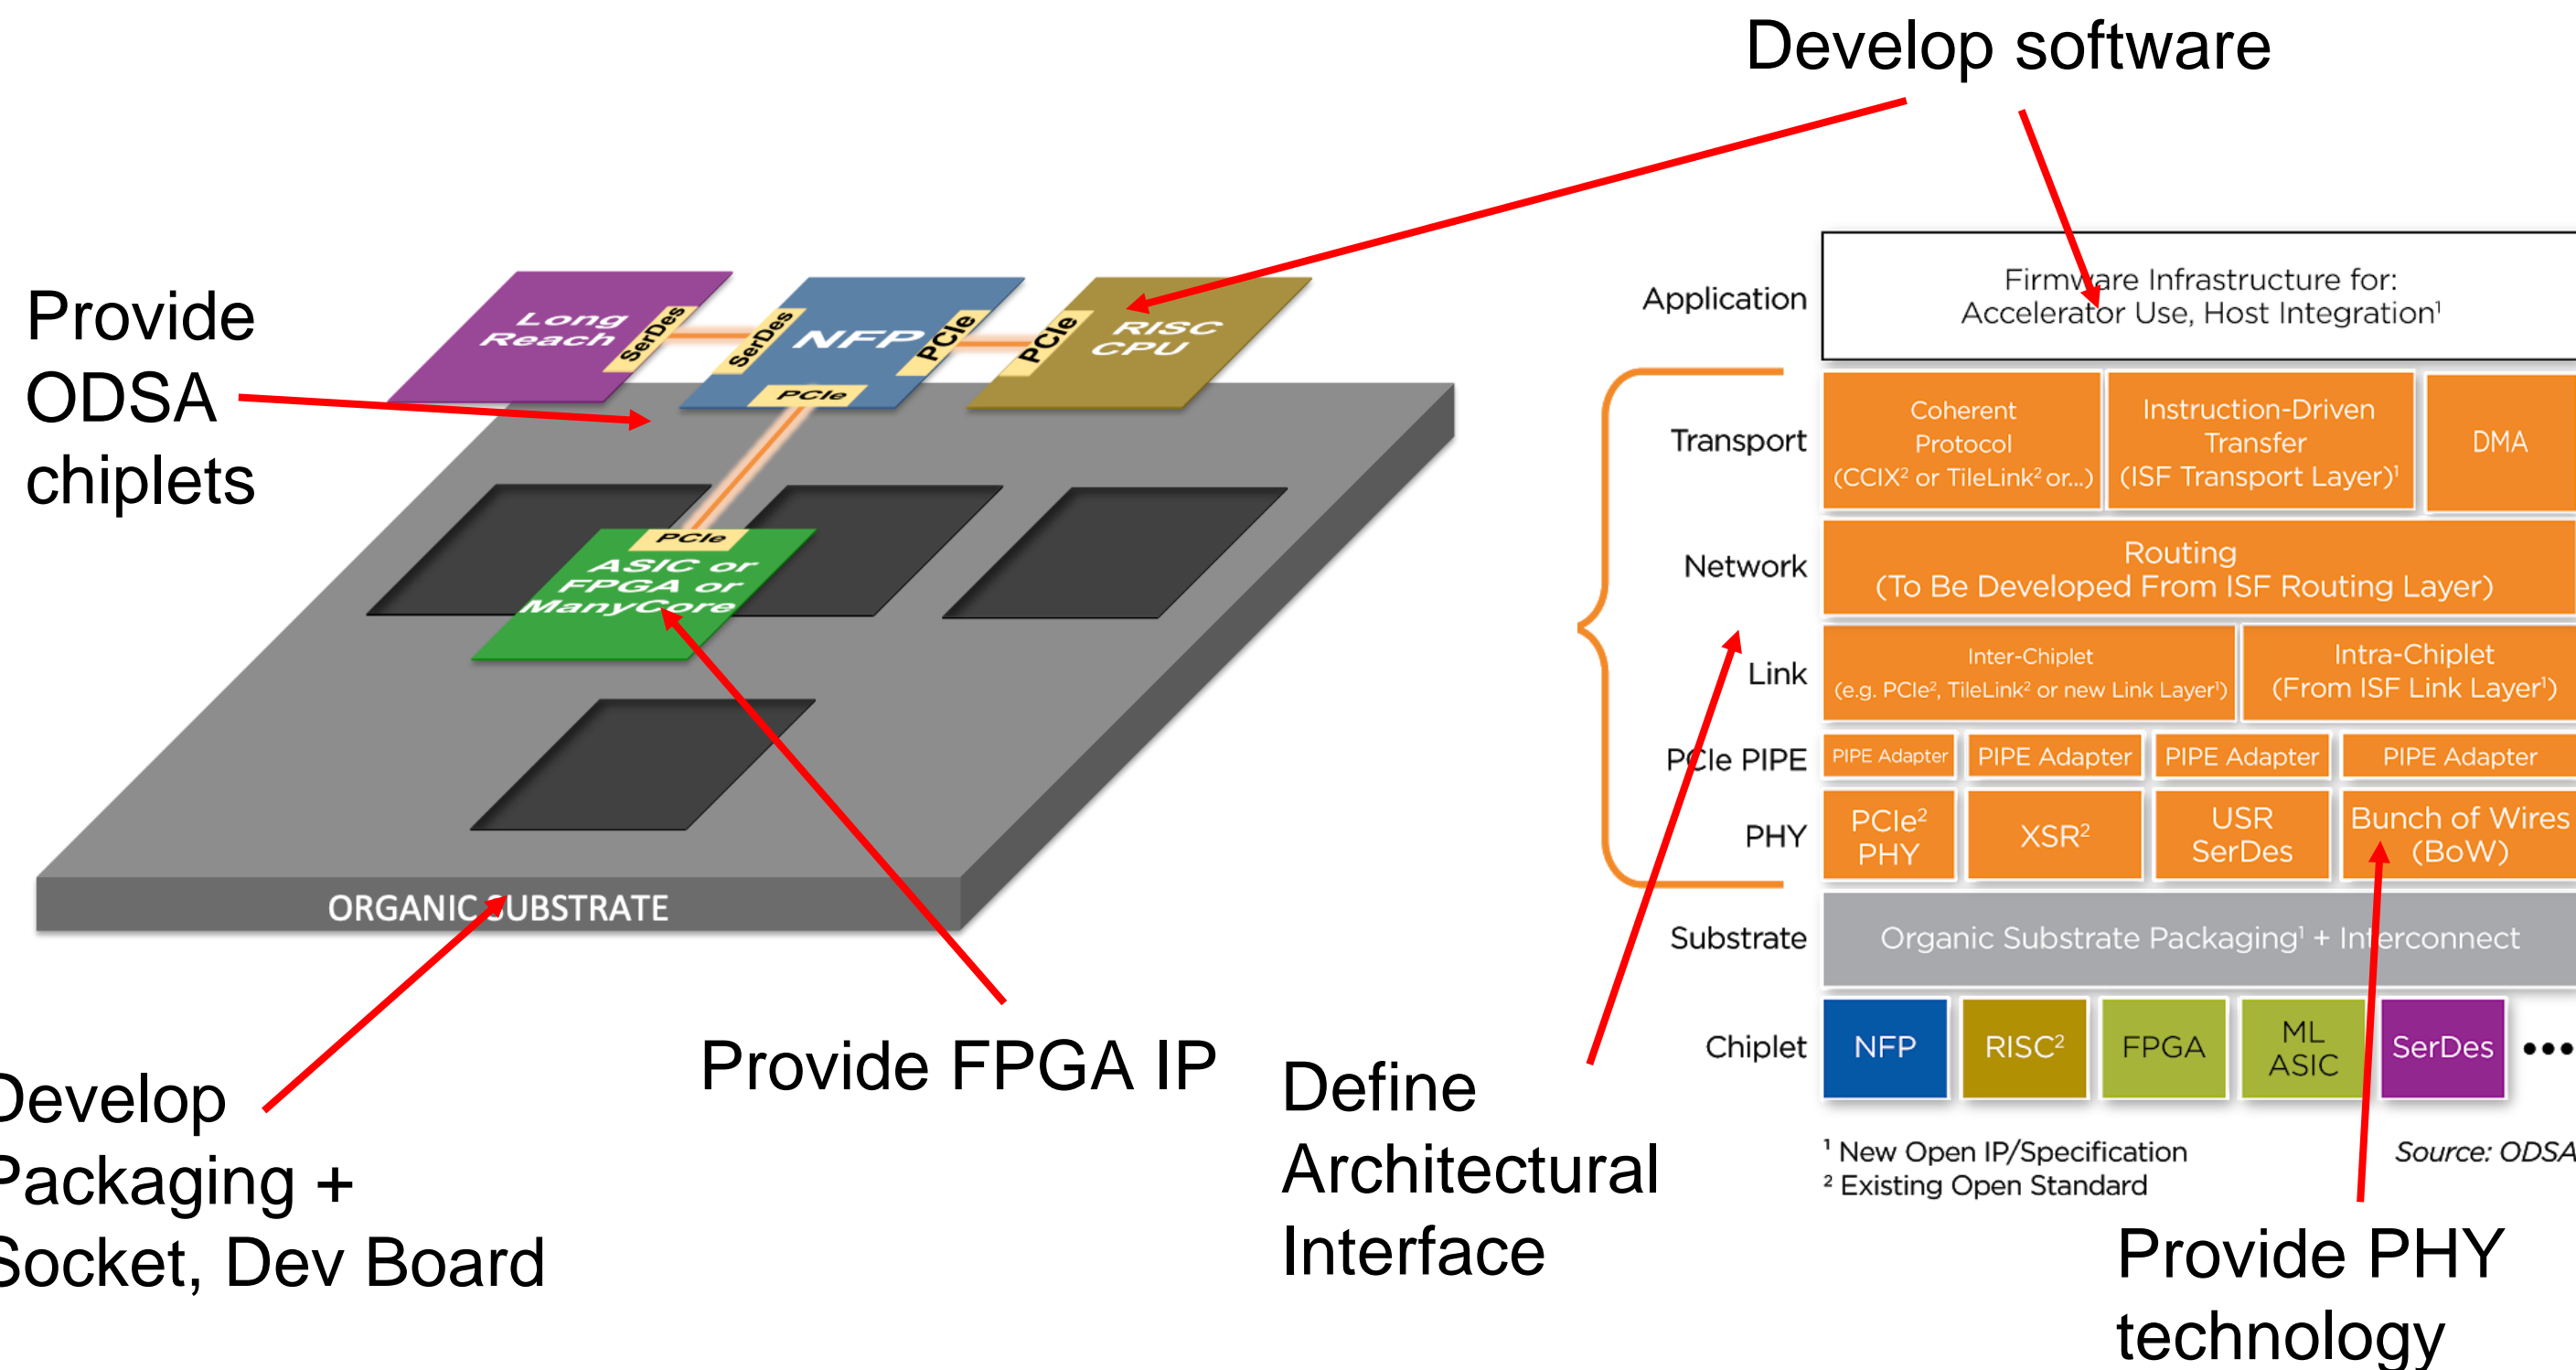 Develop software
Provide
ODSA
chiplets
Long
Reach
SerDes
SerDes
NFP
PCIe
PCIe
PCIe
RISC
CPU
PCIe
ASIC or
FPGA or
ManyCore
ORGANIC SUBSTRATE
Develop
Packaging +
Socket, Dev Board
Provide FPGA IP
Define
Architectural
Interface
Application
Firmware Infrastructure for:
Accelerator Use, Host Integration¹
Transport
Coherent
Protocol
(CCIX² or TileLink² or...)
Instruction-Driven
Transfer
(ISF Transport Layer)¹
DMA
Network
Routing
(To Be Developed From ISF Routing Layer)
Link
Inter-Chiplet
(e.g. PCIe², TileLink² or new Link Layer¹)
Intra-Chiplet
(From ISF Link Layer¹)
PCIe PIPE
PIPE Adapter
PIPE Adapter
PIPE Adapter
PIPE Adapter
PHY
PCIe²
PHY
XSR²
USR
SerDes
Bunch of Wires
(BoW)
Substrate
Organic Substrate Packaging¹ + Interconnect
Chiplet
NFP
RISC²
FPGA
ML
ASIC
SerDes
••••
¹ New Open IP/Specification
² Existing Open Standard
Source: ODSA
Provide PHY
technology